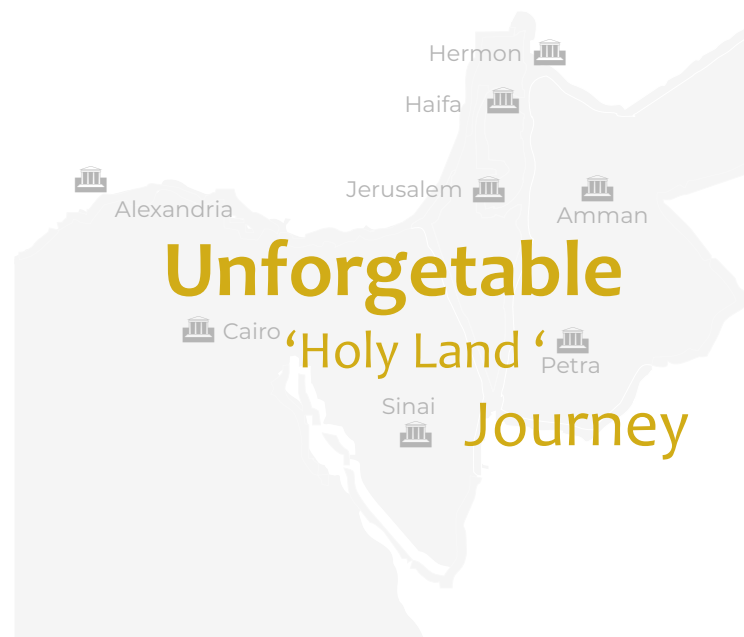 Hermon
Haifa
Jerusalem
Amman
Alexandria
Unforgetable
Cairo
‘Holy Land ‘
Petra
Sinai
Journey